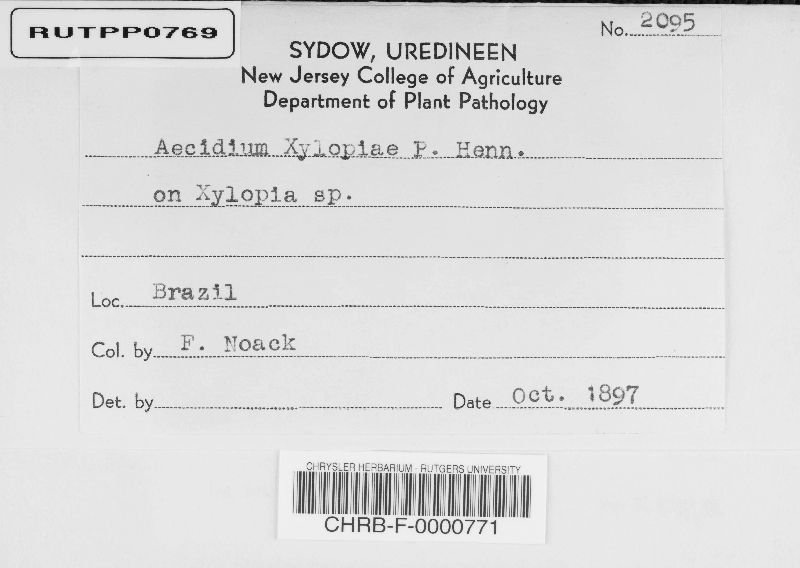 RUTPP0769
No. 2095
SYDOW, UREDINEEN
New Jersey College of Agriculture
Department of Plant Pathology
Aecidium Xylopiae P. Henn.
on Xylopia sp.
Loc. Brazil
Col. by F. Noack
Det. by
Date Oct. 1897
CHRYSLER HERBARIUM - RUTGERS UNIVERSITY
CHRB-F-0000771